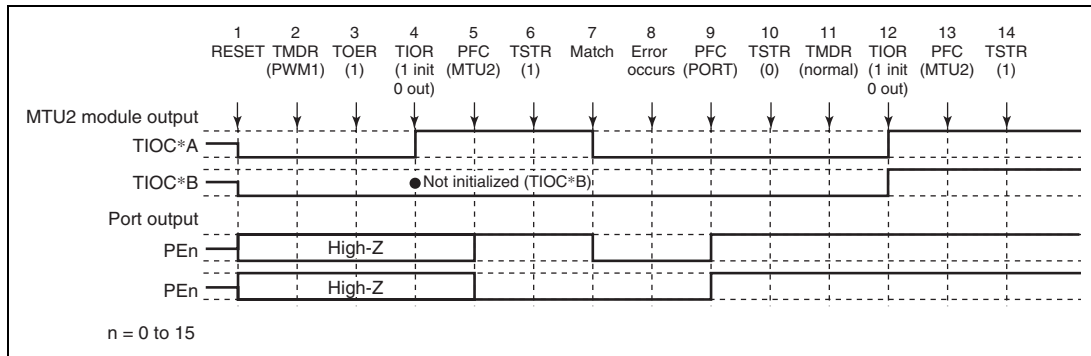 1 2 3 4 5 6 7 8 9 10 11 12 13 14
RESET TMDR TOER TIOR PFC TSTR Match Error PFC TSTR TMDR TIOR PFC TSTR
(PWM1) (1) (1 init (MTU2) (1) occurs (PORT) (0) (normal) (1 init (MTU2) (1)
0 out) 0 out)
MTU2 module output
TIOC*A
TIOC*B Not initialized (TIOC*B)
Port output
PEn High-Z
PEn High-Z
n = 0 to 15